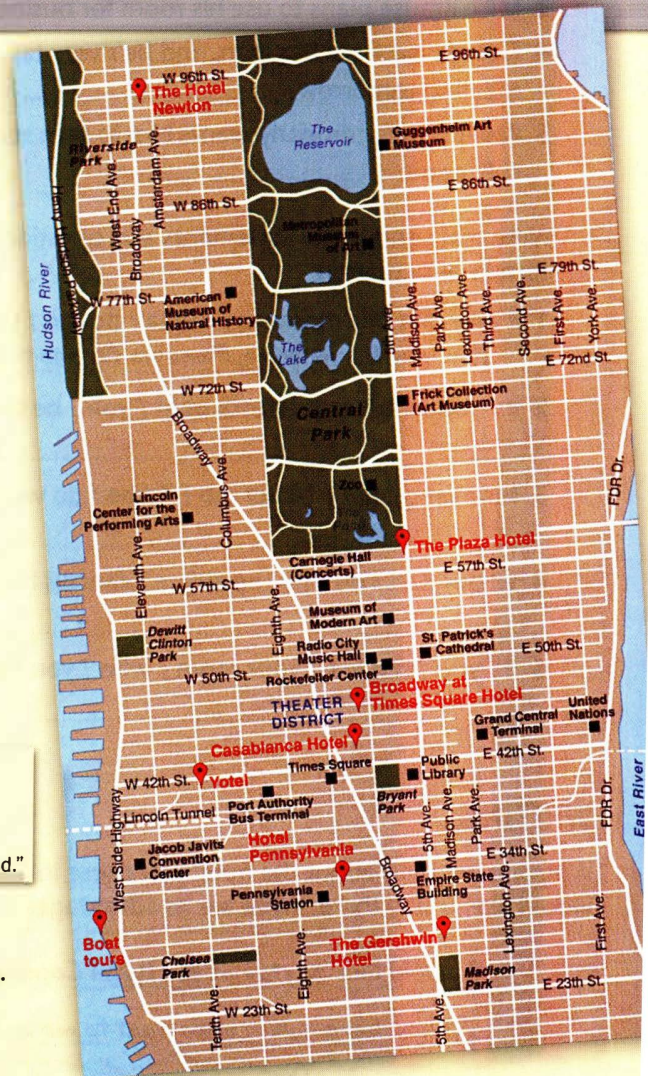 W 96th St.
E 96th St.
The Hotel
Newton
The
Reservoir
Guggenheim Art
Museum
Riverside
Park
West End Ave.
Broadway
Amsterdam Ave.
W 86th St.
E 86th St.
Hudson River
Metropolitan
Museum
of Art
E 79th St.
W 77th St.
American
Museum of
Natural History
5th Ave.
Madison Ave.
Park Ave.
Lexington Ave.
Third Ave.
Second Ave.
First Ave.
York Ave.
The
Lake
E 72nd St.
W 72th St.
Frick Collection
(Art Museum)
Central
Park
Broadway
Columbus Ave.
Zoo
FDR Dr.
Lincoln
Center for the
Performing Arts
The
The Plaza Hotel
Eleventh Ave.
Carnegie Hall
(Concerts)
E 57th St.
W 57th St.
Eighth Ave.
Museum of
Modern Art
Dewitt
Clinton
Park
Radio City
Music Hall
St. Patrick's
Cathedral
E 50th St.
W 50th St.
Rockefeller Center
Broadway at
Times Square Hotel
THEATER
DISTRICT
Grand Central
Terminal
United
Nations
Casabianca Hotel
E 42th St.
W 42th St.
Yotel
Times Square
Public
Library
Bryant
Park
Lincoln Tunnel
Port Authority
Bus Terminal
5th Ave.
Madison Ave.
Park Ave.
FDR Dr.
East River
West Side Highway
Jacob Javits
Convention
Center
Hotel
Pennsylvania
E 34th St.
d."
Broadway
Empire State
Building
Pennsylvania
Station
Lexington Ave.
First Ave.
Boat
tours
The Gershwin
Hotel
Chelsea
Park
Eighth Ave.
Madison
Park
E 23th St.
Tenth Ave.
W 23th St.
5th Ave.